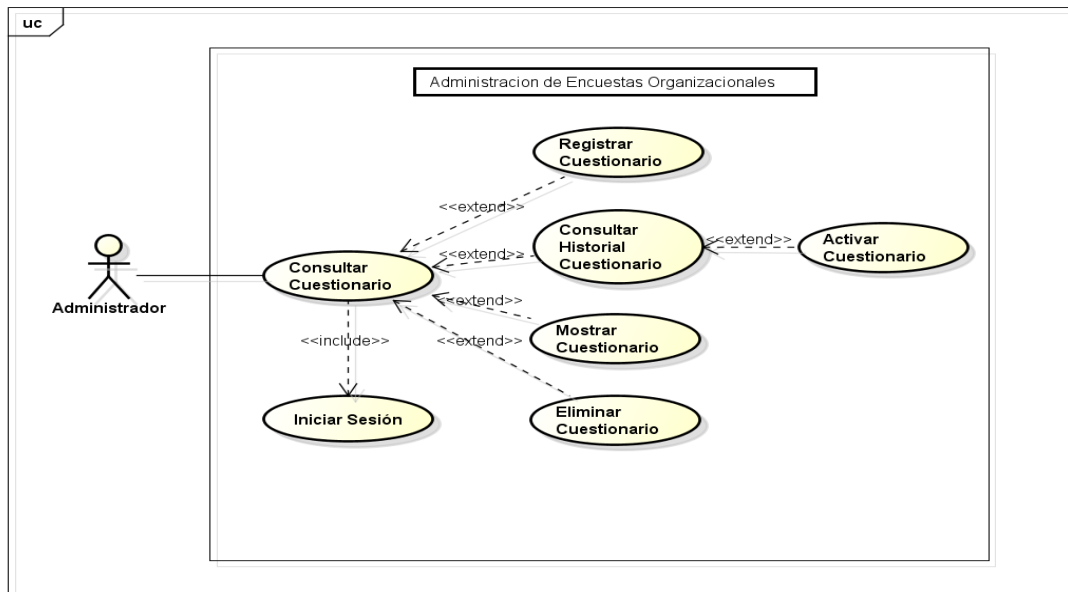 uc
Administracion de Encuestas Organizacionales
Registrar
Cuestionario
<<extend>>
Consultar
Historial
Cuestionario
<<extend>>
Activar
Cuestionario
<<extend>>
Consultar
Cuestionario
Administrador
<<extend>>
Mostrar
Cuestionario
<<include>>
<<extend>>
Iniciar Sesión
Eliminar
Cuestionario